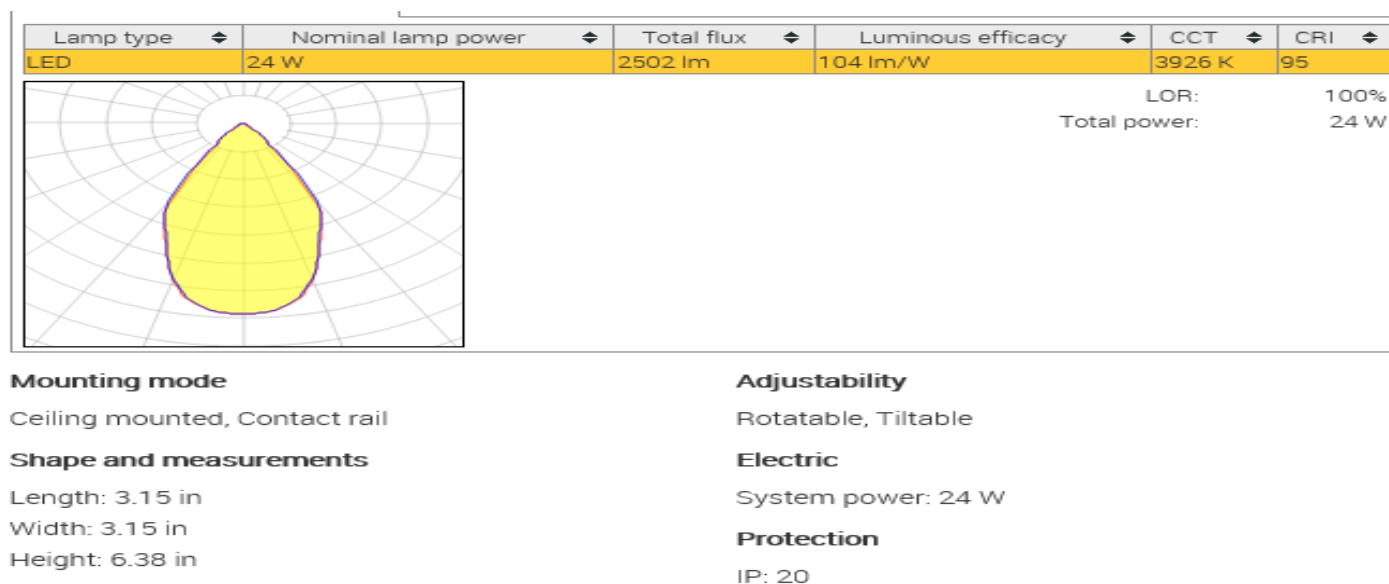 Lamp type Nominal lamp power Total flux Luminous efficacy CCT CRI
LED 24 W 2502 lm 104 lm/W 3926 K 95
LOR: 100%
Total power: 24 W
Mounting mode
Ceiling mounted, Contact rail
Shape and measurements
Length: 3.15 in
Width: 3.15 in
Height: 6.38 in
Adjustability
Rotatable, Tiltable
Electric
System power: 24 W
Protection
IP: 20